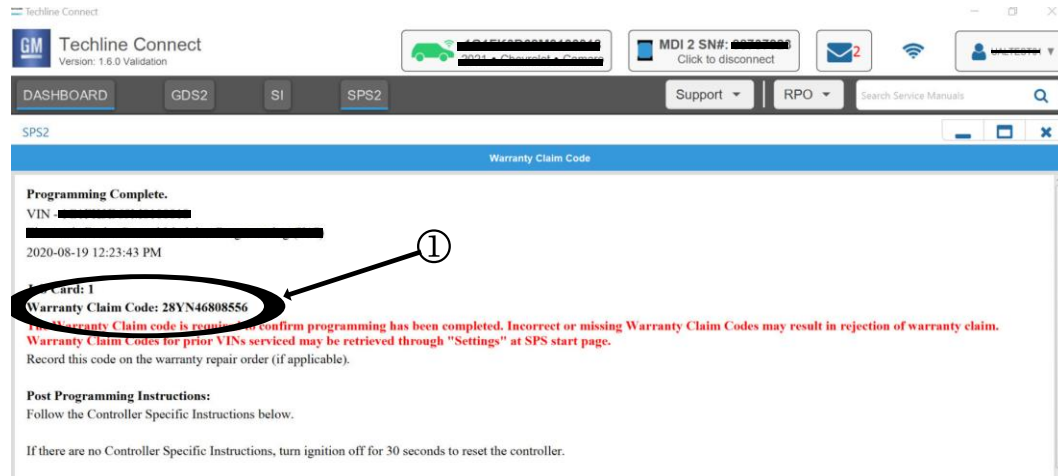 Techline Connect
GM
Techline Connect
Version: 1.6.0 Validation
2021 • Chevrolet • Camaro
MDI 2 SN#:
Click to disconnect
2
DASHBOARD GDS2 SI SPS2 Support RPO Search Service Manuals
SPS2
Warranty Claim Code
Programming Complete.
VIN -
2020-08-19 12:23:43 PM
1
Card: 1
Warranty Claim Code: 28YN46808556
The Warranty Claim code is required to confirm programming has been completed. Incorrect or missing Warranty Claim Codes may result in rejection of warranty claim.
Warranty Claim Codes for prior VINs serviced may be retrieved through "Settings" at SPS start page.
Record this code on the warranty repair order (if applicable).
Post Programming Instructions:
Follow the Controller Specific Instructions below.
If there are no Controller Specific Instructions, turn ignition off for 30 seconds to reset the controller.